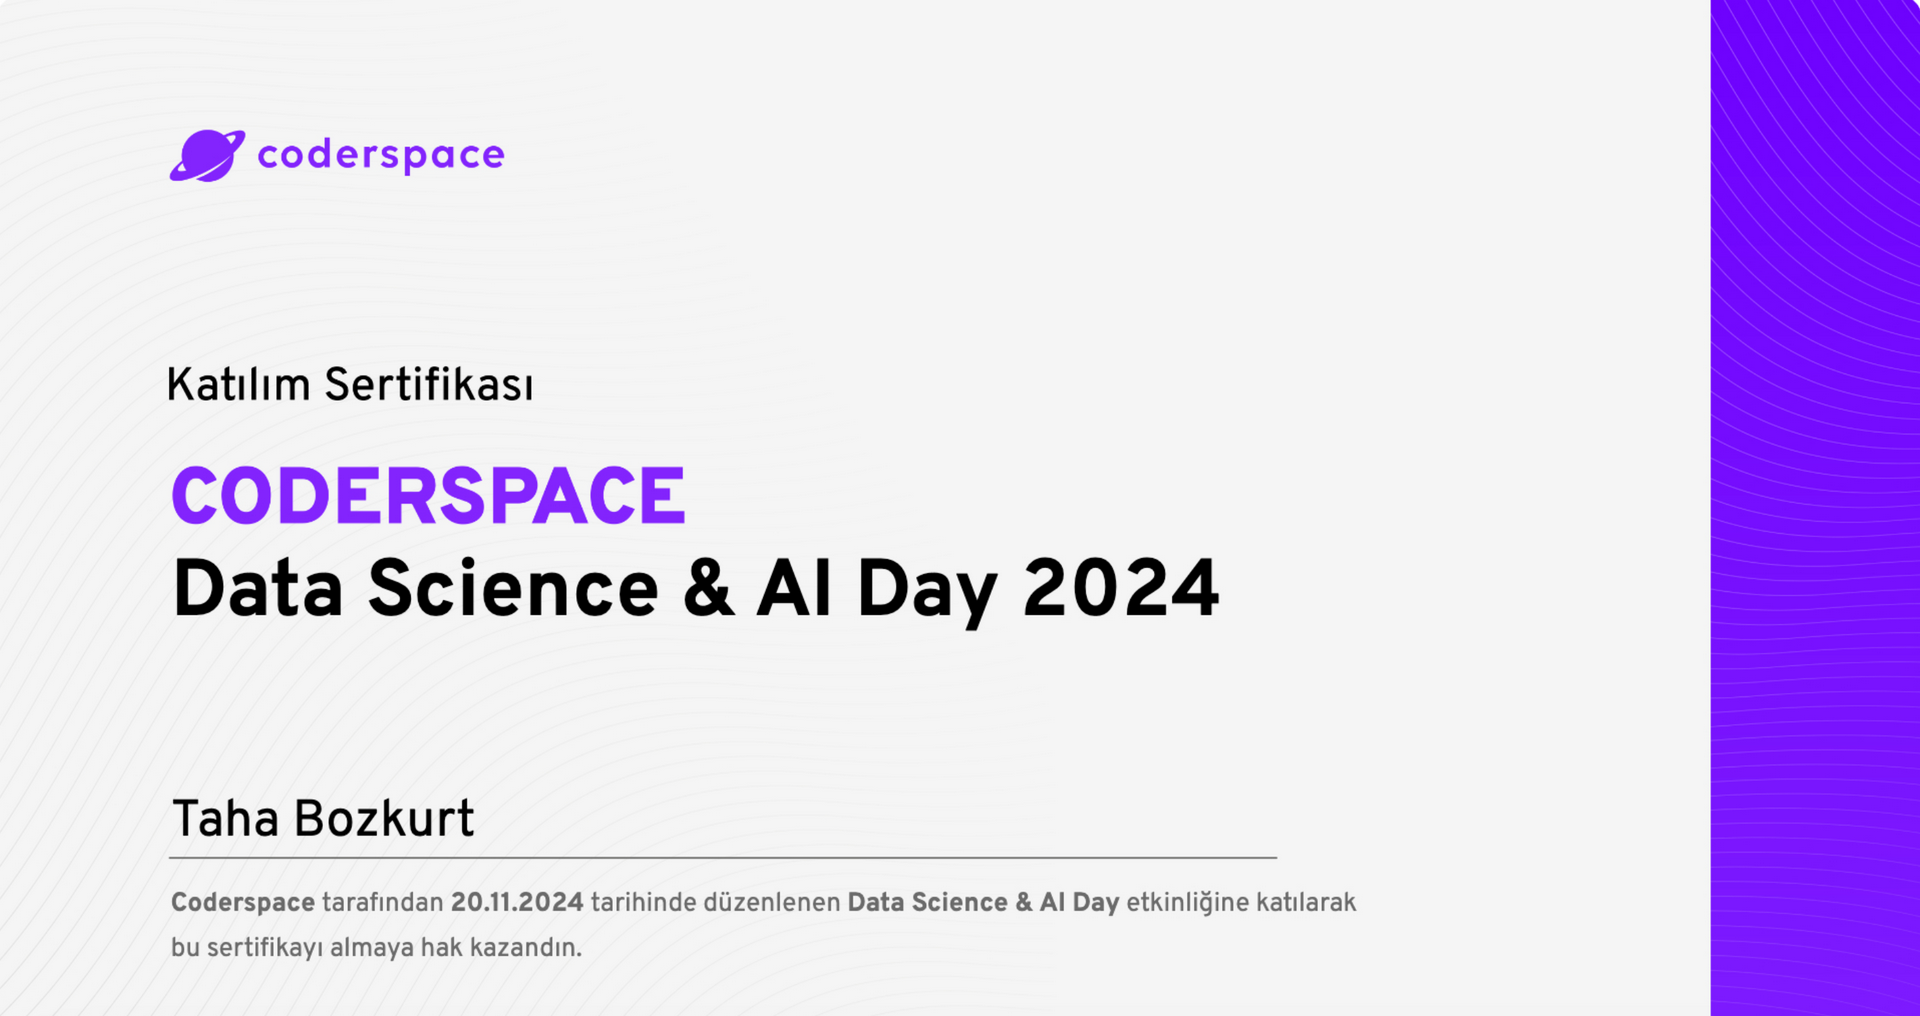 coderspace
Katılım Sertifikası
CODERSPACE
Data Science & AI Day 2024
Taha Bozkurt
Coderspace tarafından 20.11.2024 tarihinde düzenlenen Data Science & AI Day etkinliğine katılarak
bu sertifikayı almaya hak kazandın.